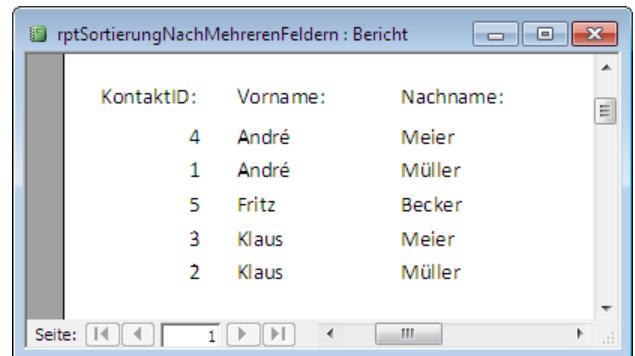 rptSortierungNachMehrerenFeldern : Bericht
KontaktID: Vorname: Nachname:
4 André Meier
1 André Müller
5 Fritz Becker
3 Klaus Meier
2 Klaus Müller
Seite: 1